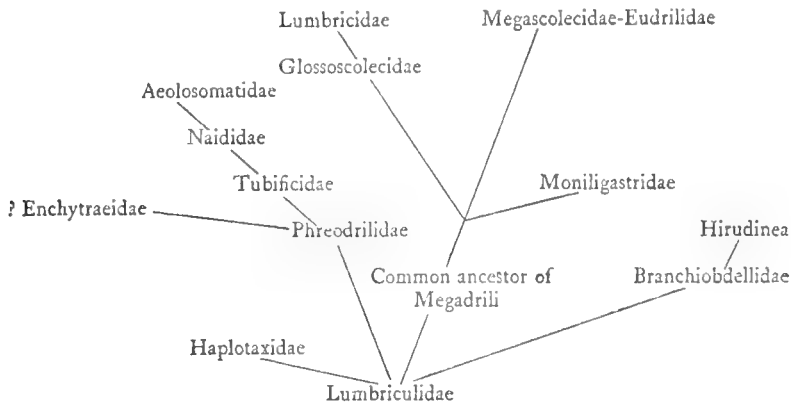 Lumbricidae
Megascolecidae-Eudrilidae
Glossoscolecidae
Aeolosomatidae
Naididae
Tubificidae
Moniligastridae
? Enchytraeidae
Phreodrilidae
Hirudinea
Common ancestor of
Megadrili
Branchiobdellidae
Haplotaxidae
Lumbriculidae